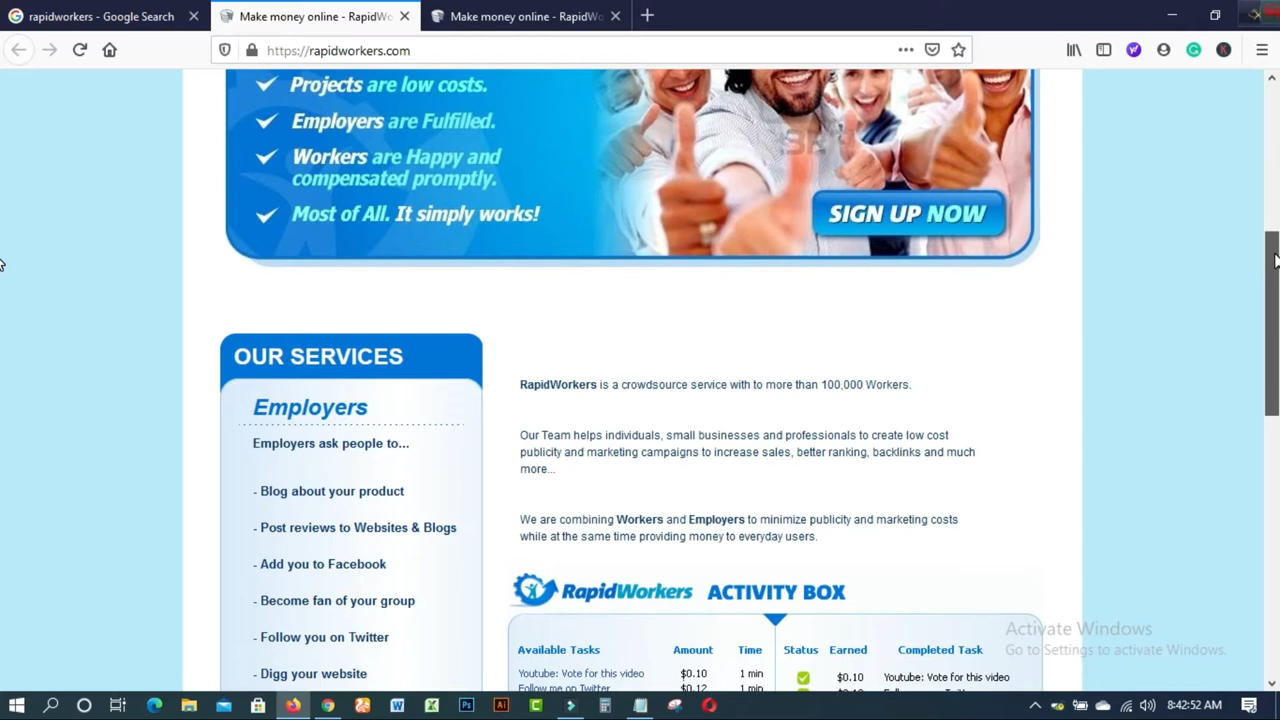 rapidworkers - Google Search
Make money online - RapidWo
Make money online - RapidWo
https://rapidworkers.com
Projects are low costs.
Employers are Fulfilled.
Workers are Happy and
compensated promptly.
Most of All. It simply works!
SIGN UP NOW
OUR SERVICES
Employers
Employers ask people to...
- Blog about your product
- Post reviews to Websites & Blogs
- Add you to Facebook
- Become fan of your group
- Follow you on Twitter
- Digg your website
RapidWorkers is a crowdsource service with to more than 100,000 Workers.
Our Team helps individuals, small businesses and professionals to create low cost
publicity and marketing campaigns to increase sales, better ranking, backlinks and much
more...
We are combining Workers and Employers to minimize publicity and marketing costs
while at the same time providing money to everyday users.
RapidWorkers ACTIVITY BOX
Available Tasks Amount Time Status Earned Completed Task
Youtube: Vote for this video $0.10 1 min $0.10 Youtube: Vote for this video
Follow me on Twitter $0.12 1 min
Activate Windows
Go to Settings to activate Windows.
8:42:52 AM